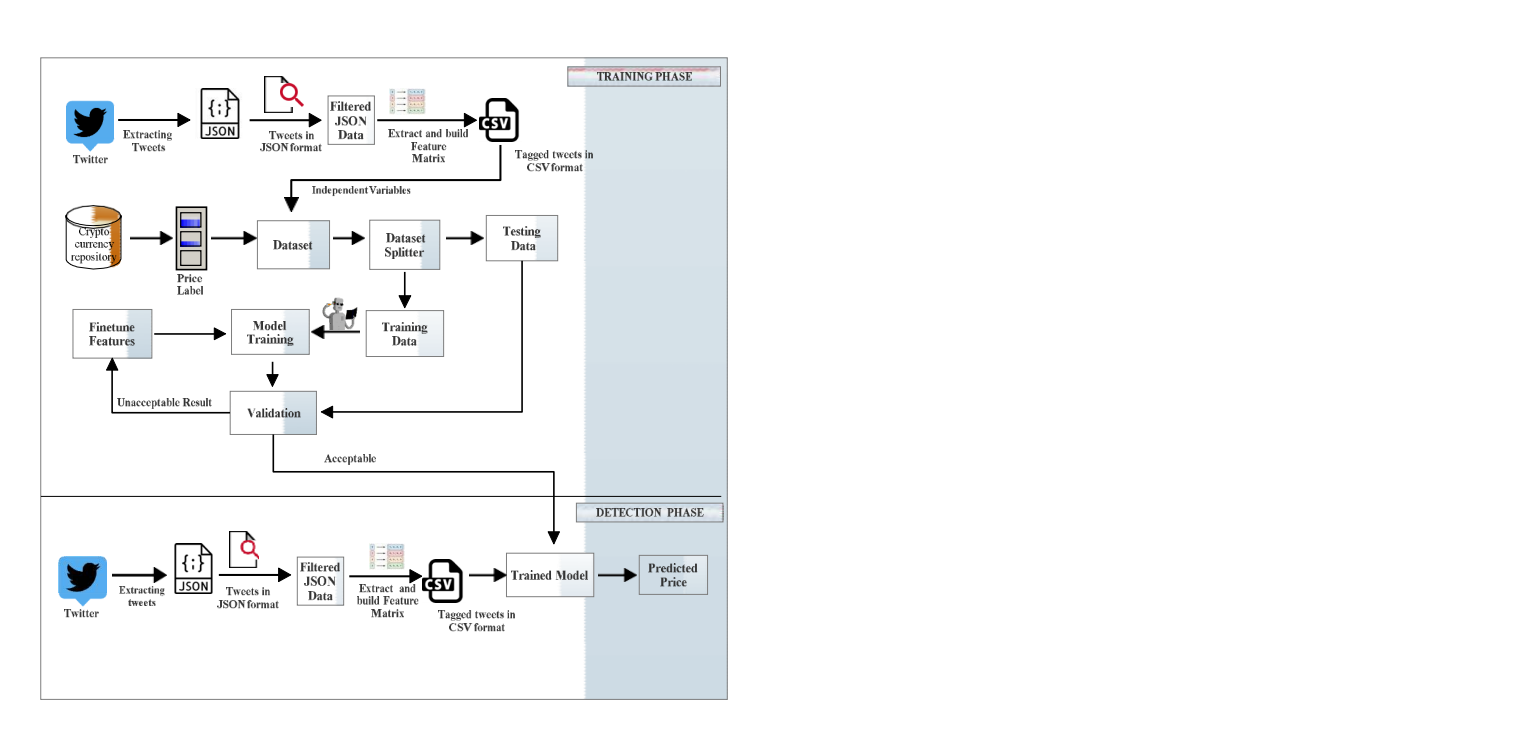 TRAINING PHASE
{;}
JSON
Filtered
JSON
Data
CSV
Extracting
Tweets
Twitter
Tweets in
JSON format
Extract and build
Feature
Matrix
Tagged tweets in
CSV format
Independent Variables
Crypto
currency
repository
Price
Label
Dataset
Dataset
Splitter
Testing
Data
Finetune
Features
Model
Training
Training
Data
Unacceptable Result
Validation
Acceptable
DETECTION PHASE
{;}
JSON
Filtered
JSON
Data
CSV
Trained Model
Predicted
Price
Twitter
Extracting
tweets
Tweets in
JSON format
Extract and
build Feature
Matrix
Tagged tweets in
CSV format